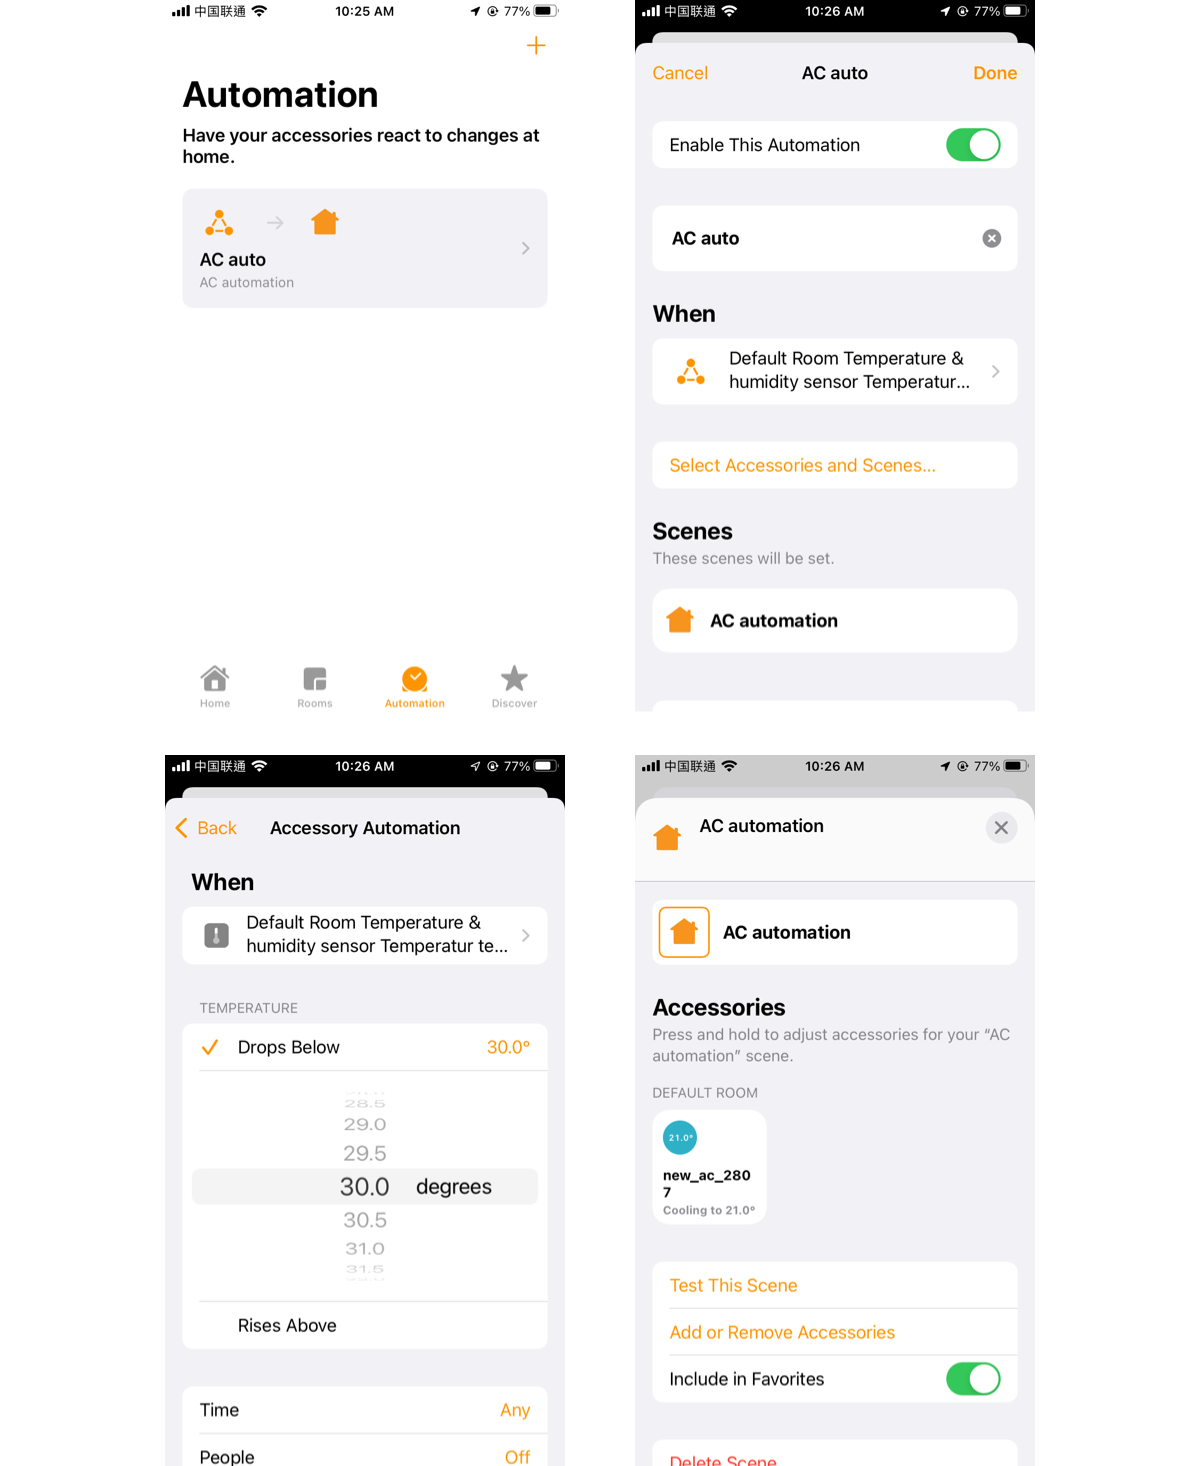 中国联通
10:25 AM
77%
Automation
Have your accessories react to changes at
home.
AC auto
AC automation
Home
Rooms
Automation
Discover
中国联通
10:26 AM
77%
Cancel
AC auto
Done
Enable This Automation
AC auto
When
Default Room Temperature &
humidity sensor Temperatur...
Select Accessories and Scenes...
Scenes
These scenes will be set.
AC automation
中国联通
10:26 AM
77%
Back
Accessory Automation
When
Default Room Temperature &
humidity sensor Temperatur te...
TEMPERATURE
Drops Below
30.0°
28.5
29.0
29.5
30.0 degrees
30.5
31.0
31.5
Rises Above
Time
Any
People
Off
中国联通
10:26 AM
77%
AC automation
AC automation
Accessories
Press and hold to adjust accessories for your “AC
automation” scene.
DEFAULT ROOM
21.0°
new_ac_280
7
Cooling to 21.0°
Test This Scene
Add or Remove Accessories
Include in Favorites
Delete Scene